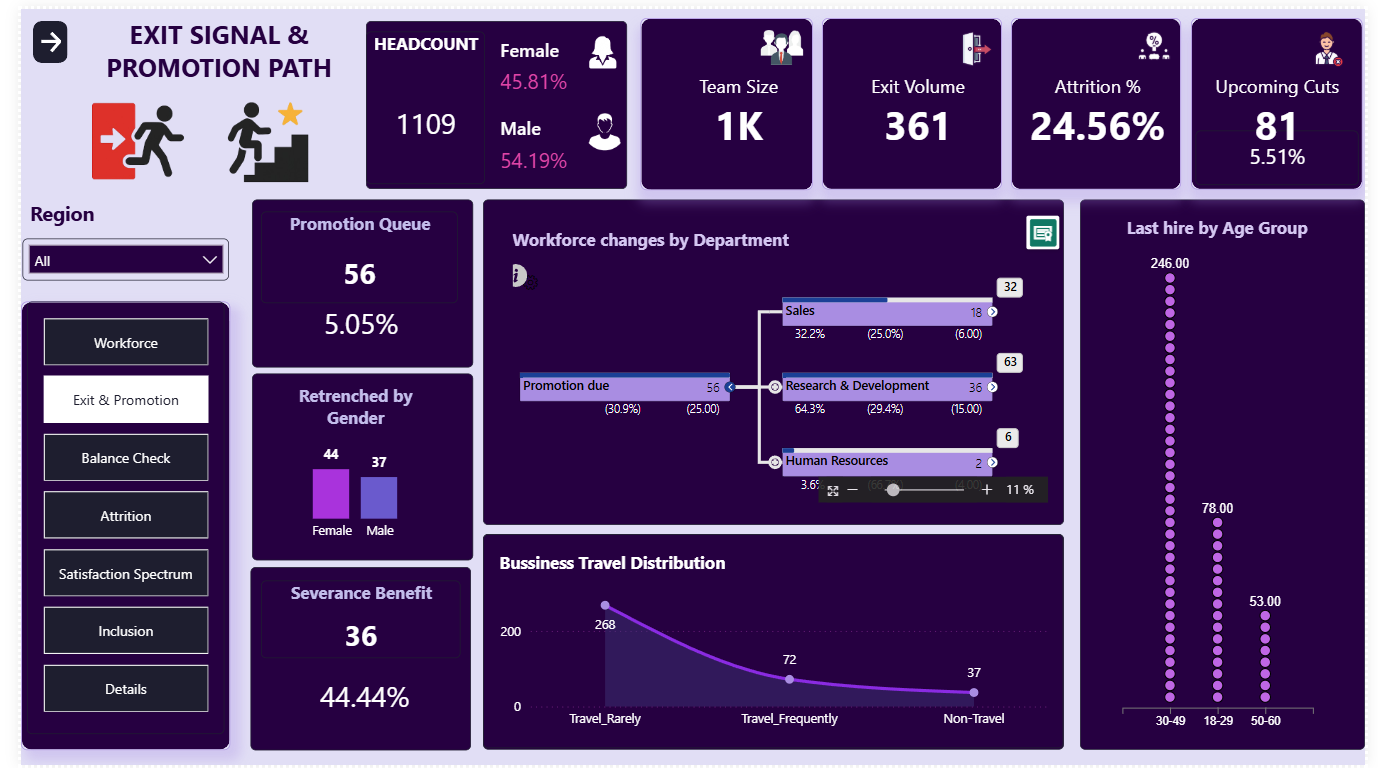 EXIT SIGNAL &
PROMOTION PATH
HEADCOUNT
1109
Female
45.81%
Male
54.19%
Team Size
1K
Exit Volume
361
Attrition %
24.56%
Upcoming Cuts
81
5.51%
Region
All
Workforce
Exit & Promotion
Balance Check
Attrition
Satisfaction Spectrum
Inclusion
Details
Promotion Queue
56
5.05%
Retrenched by
Gender
44
37
Female
Male
Severance Benefit
36
44.44%
Workforce changes by Department
i
Promotion due 56
(30.9%) (25.00)
32
Sales 18
32.2% (25.0%) (6.00)
63
Research & Development 36
64.3% (29.4%) (15.00)
6
Human Resources 2
(4.00)
11 %
Bussiness Travel Distribution
200
0
268
72
37
Travel_Rarely
Travel_Frequently
Non-Travel
Last hire by Age Group
246.00
78.00
53.00
30-49
18-29
50-60